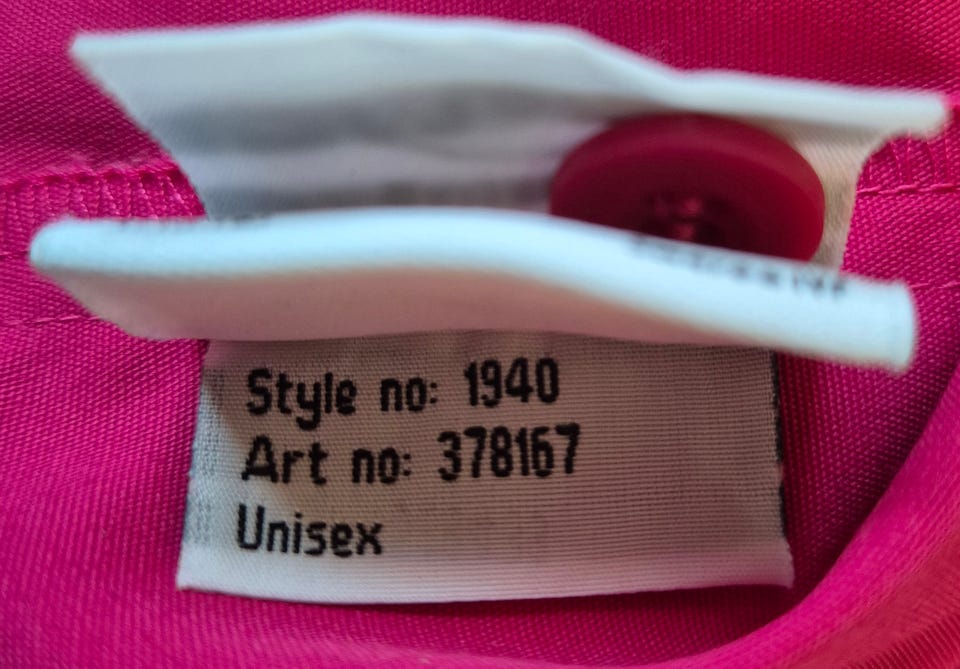 Style no: 1940
Art no: 378167
Unisex